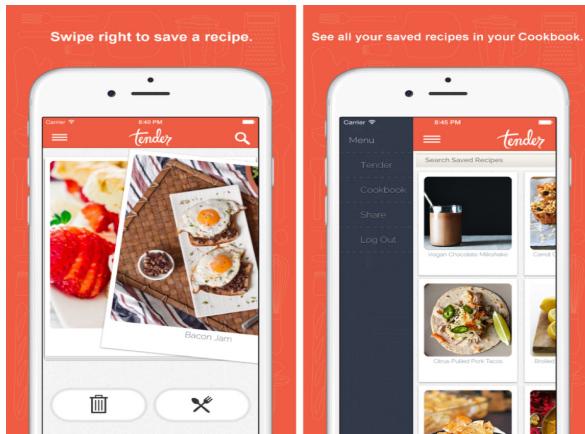 Swipe right to save a recipe.
Carrier
8:40 PM
tender
Bacon Jam
See all your saved recipes in your Cookbook.
Carrier
8:45 PM
Menu
tender
Search Saved Recipes
Tender
Cookbook
Share
Log Out
Vegan Chocolate Milkshake
Carrot C
Citrus Pulled Pork Tacos
Broiled